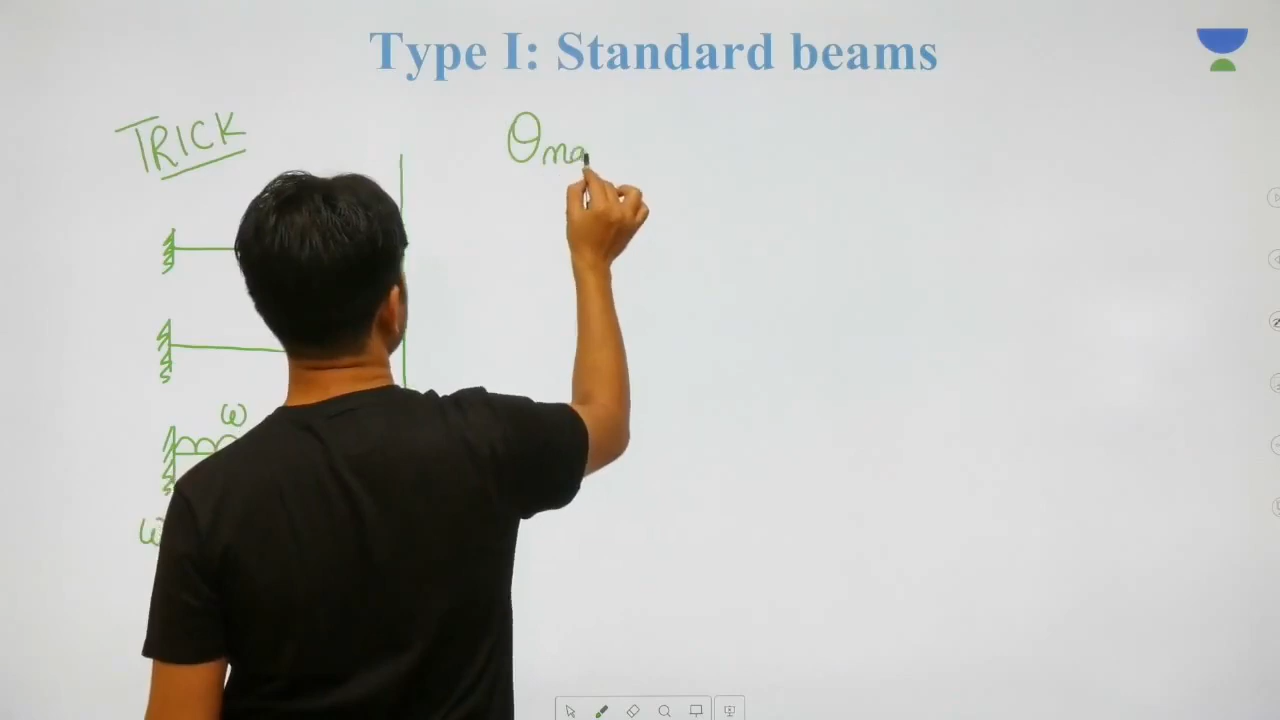 Type I: Standard beams
TRICK
θma
ω
ω